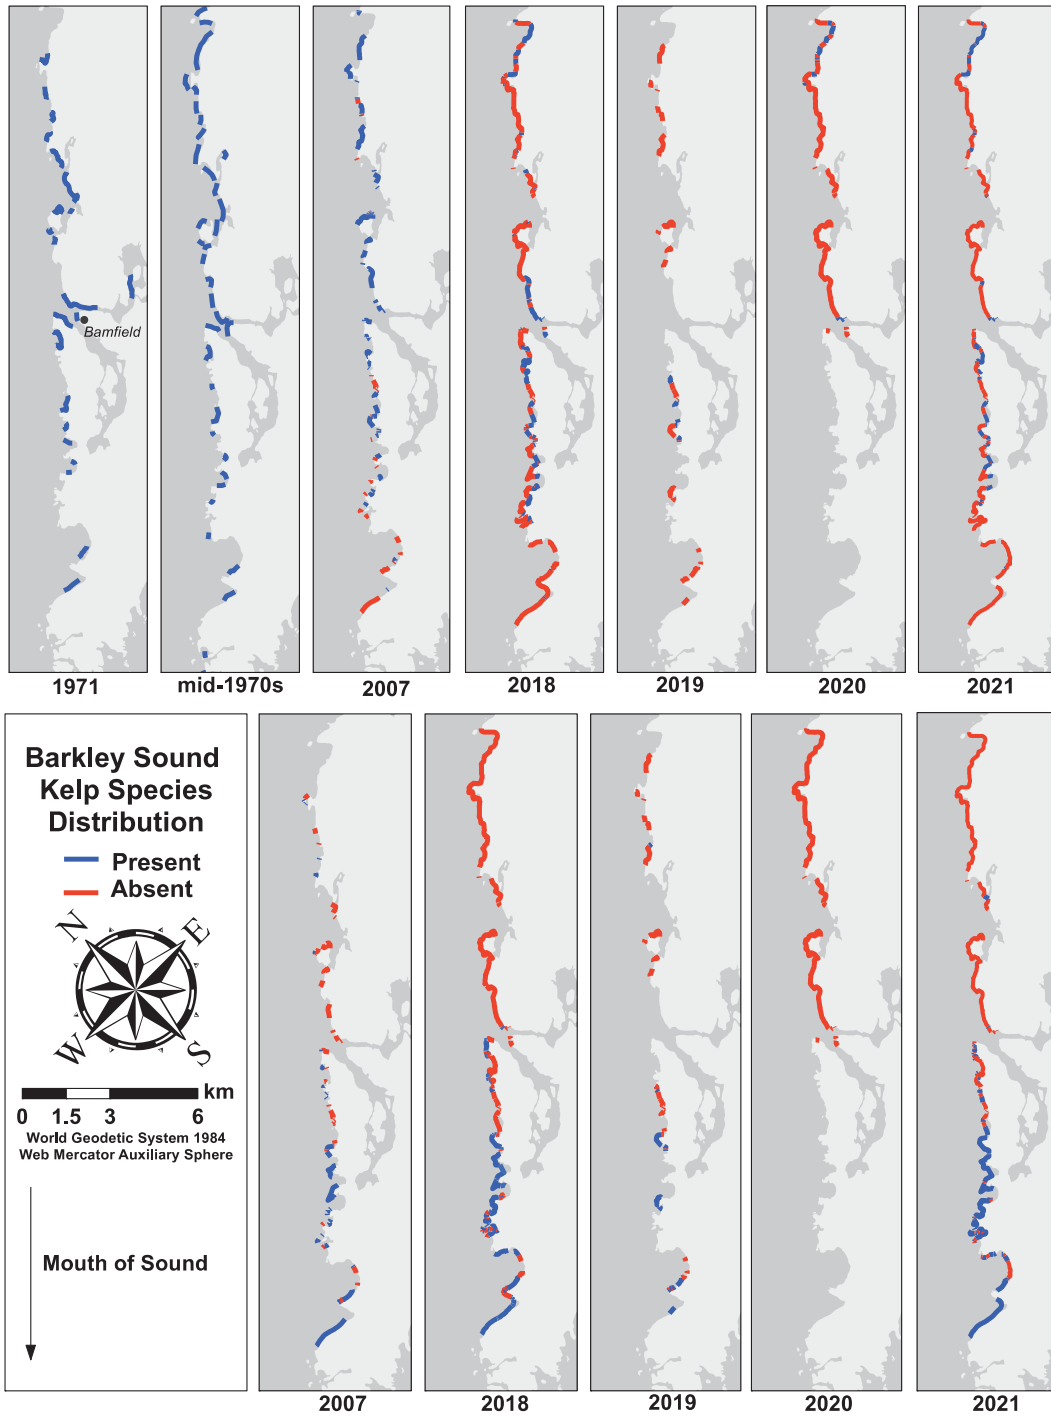 Bamfield
1971
mid-1970s
2007
2018
2019
2020
2021
Barkley Sound
Kelp Species
Distribution
Present
Absent
N
E
W
S
km
0 1.5 3 6
World Geodetic System 1984
Web Mercator Auxiliary Sphere
Mouth of Sound
2007
2018
2019
2020
2021